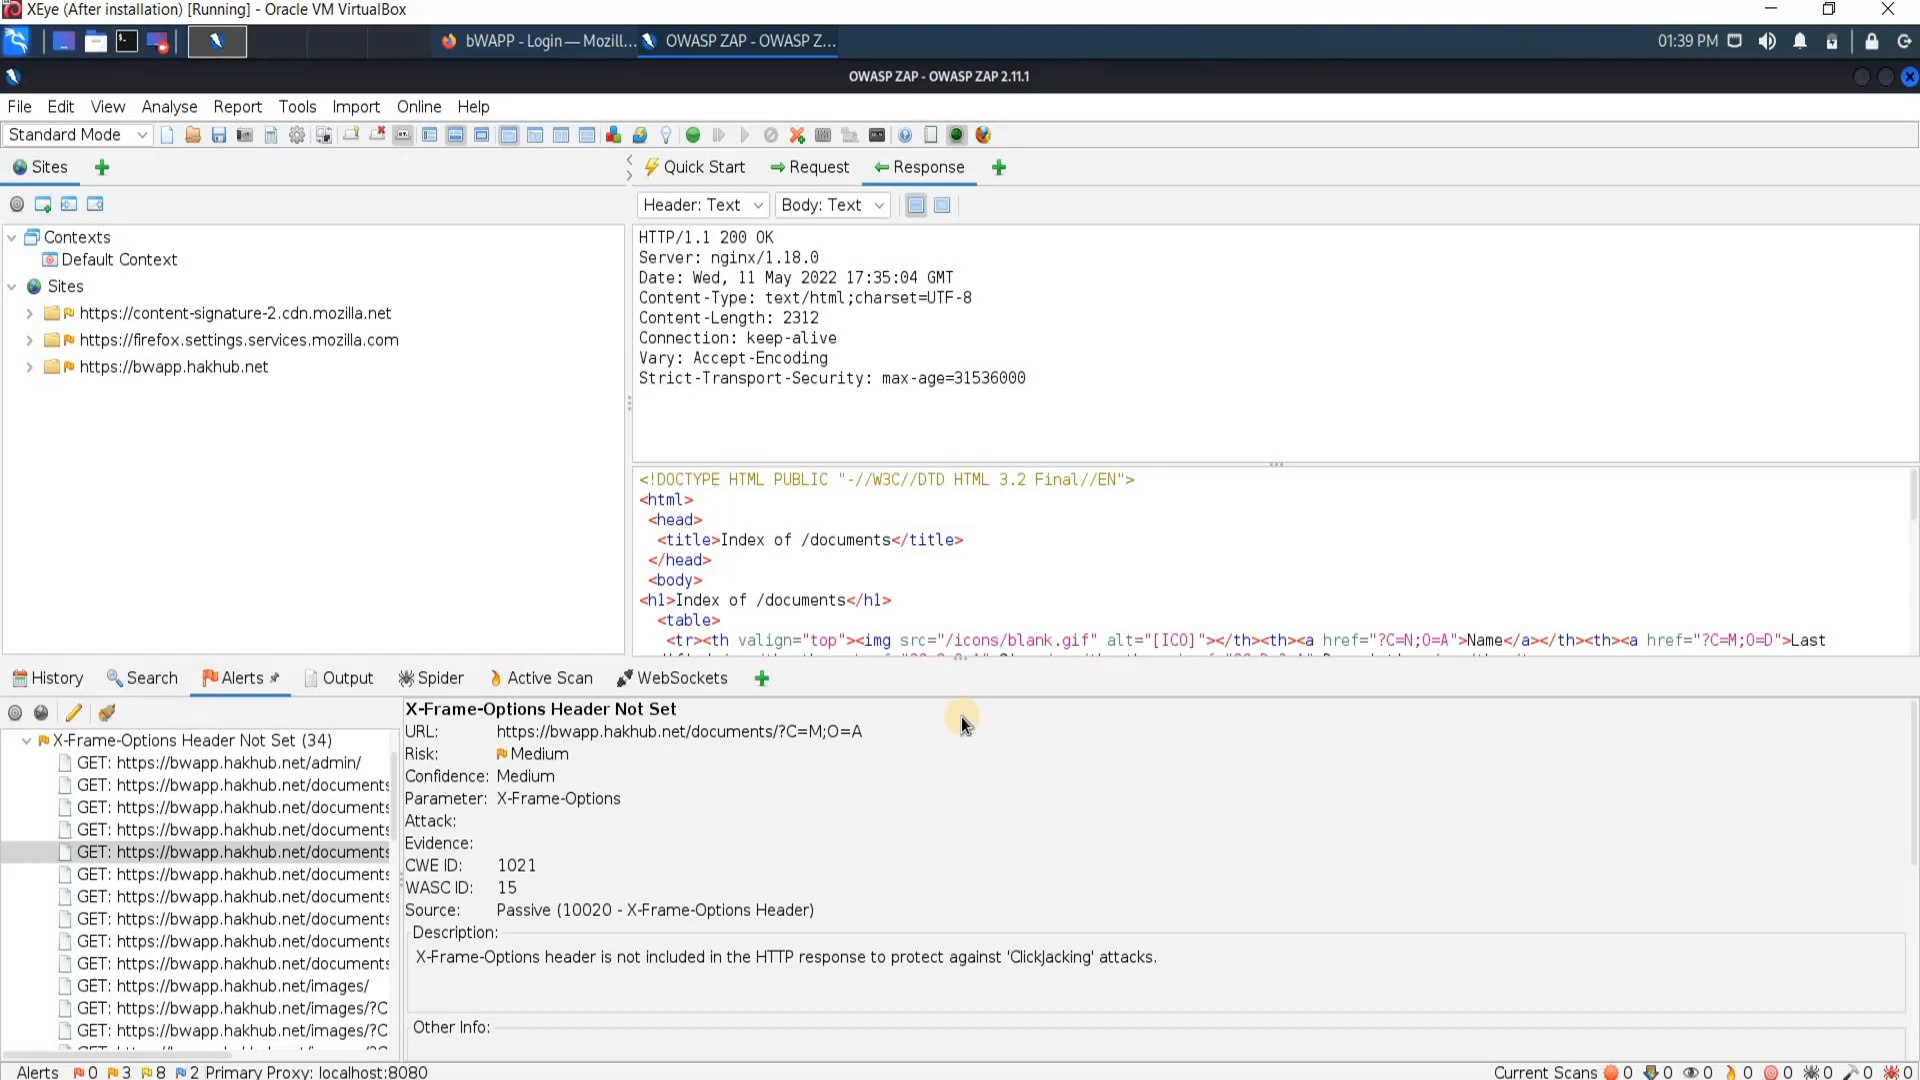 XEye (After installation) [Running] - Oracle VM VirtualBox
bWAPP - Login — Mozill...
OWASP ZAP - OWASP Z...
01:39 PM
OWASP ZAP - OWASP ZAP 2.11.1
File Edit View Analyse Report Tools Import Online Help
Standard Mode
Sites
Quick Start
Request
Response
Header: Text
Body: Text
Contexts
Default Context
Sites
https://content-signature-2.cdn.mozilla.net
https://firefox.settings.services.mozilla.com
https://bwapp.hakhub.net
HTTP/1.1 200 OK
Server: nginx/1.18.0
Date: Wed, 11 May 2022 17:35:04 GMT
Content-Type: text/html;charset=UTF-8
Content-Length: 2312
Connection: keep-alive
Vary: Accept-Encoding
Strict-Transport-Security: max-age=31536000
<!DOCTYPE HTML PUBLIC "-//W3C//DTD HTML 3.2 Final//EN">
<html>
<head>
<title>Index of /documents</title>
</head>
<body>
<h1>Index of /documents</h1>
<table>
<tr><th valign="top"><img src="/icons/blank.gif" alt="[ICO]"></th><th><a href="?C=N;O=A">Name</a></th><th><a href="?C=M;O=D">Last
History
Search
Alerts
Output
Spider
Active Scan
WebSockets
X-Frame-Options Header Not Set (34)
GET: https://bwapp.hakhub.net/admin/
GET: https://bwapp.hakhub.net/documents
GET: https://bwapp.hakhub.net/documents
GET: https://bwapp.hakhub.net/documents
GET: https://bwapp.hakhub.net/documents
GET: https://bwapp.hakhub.net/documents
GET: https://bwapp.hakhub.net/documents
GET: https://bwapp.hakhub.net/documents
GET: https://bwapp.hakhub.net/documents
GET: https://bwapp.hakhub.net/documents
GET: https://bwapp.hakhub.net/images/
GET: https://bwapp.hakhub.net/images/?C
GET: https://bwapp.hakhub.net/images/?C
X-Frame-Options Header Not Set
URL: https://bwapp.hakhub.net/documents/?C=M;O=A
Risk: Medium
Confidence: Medium
Parameter: X-Frame-Options
Attack:
Evidence:
CWE ID: 1021
WASC ID: 15
Source: Passive (10020 - X-Frame-Options Header)
Description:
X-Frame-Options header is not included in the HTTP response to protect against 'ClickJacking' attacks.
Other Info:
Alerts 0 3 8 2 Primary Proxy: localhost:8080
Current Scans 0 0 0 0 0 0 0 0